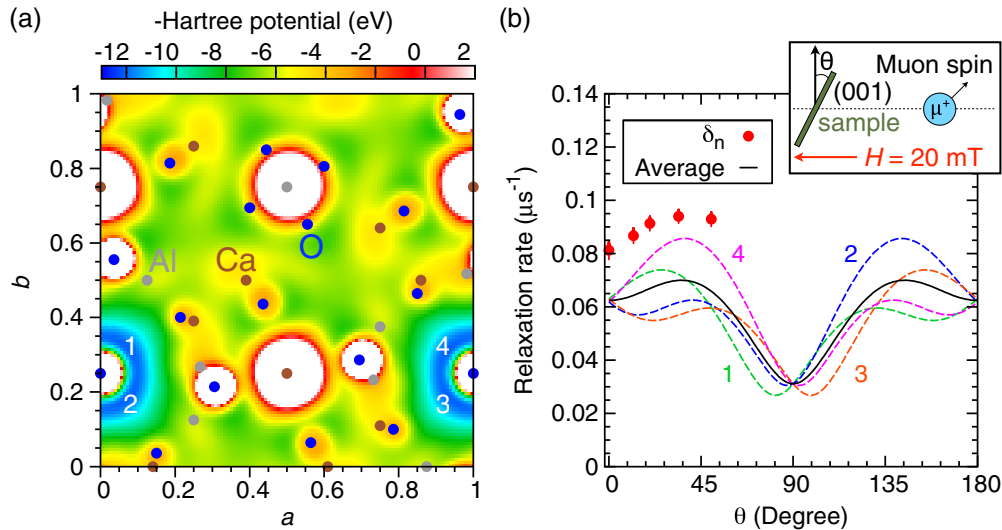 (a)
-Hartree potential (eV)
-12 -10 -8 -6 -4 -2 0 2
1
0.8
0.6
0.4
0.2
0
b
0 0.2 0.4 0.6 0.8 1
a
Al
Ca
O
1
2
4
3
(b)
θ
(001)
sample
Muon spin
μ+
H = 20 mT
δn
Average
0.14
0.12
0.1
0.08
0.06
0.04
0.02
0
Relaxation rate (μs-1)
4
2
1
3
0 45 90 135 180
θ (Degree)